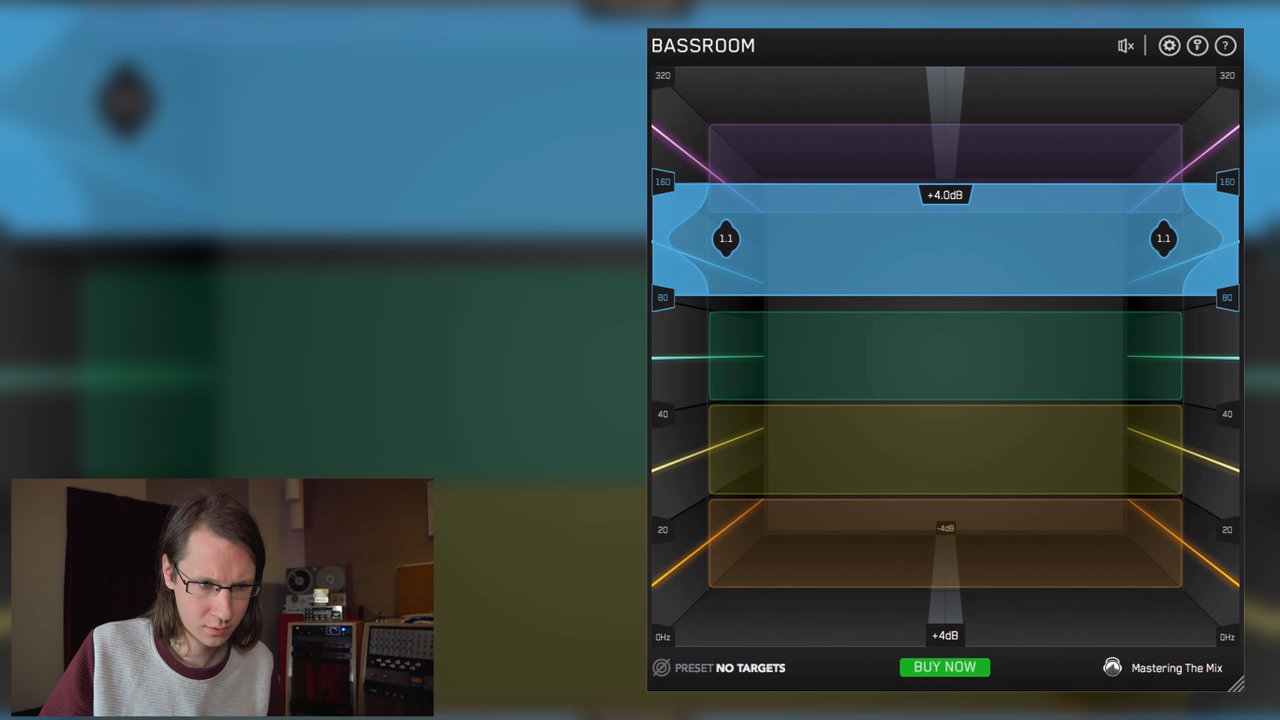 BASSROOM
?
320
320
160
160
+4.0dB
1.1
1.1
80
80
40
40
20
-4dB
20
0Hz
+4dB
0Hz
PRESET NO TARGETS
BUY NOW
Mastering The Mix